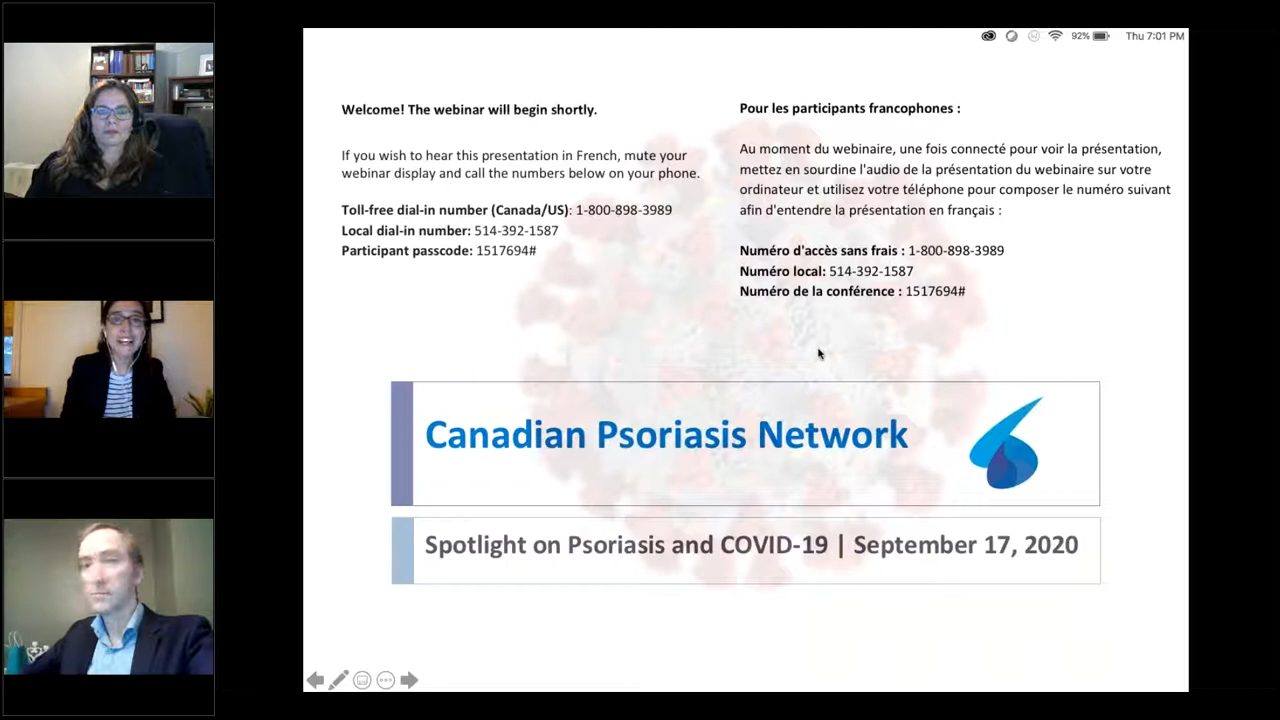 92%
Thu 7:01 PM
Welcome! The webinar will begin shortly.
If you wish to hear this presentation in French, mute your
webinar display and call the numbers below on your phone.
Toll-free dial-in number (Canada/US): 1-800-898-3989
Local dial-in number: 514-392-1587
Participant passcode: 1517694#
Pour les participants francophones :
Au moment du webinaire, une fois connecté pour voir la présentation,
mettez en sourdine l'audio de la présentation du webinaire sur votre
ordinateur et utilisez votre téléphone pour composer le numéro suivant
afin d'entendre la présentation en français :
Numéro d'accès sans frais : 1-800-898-3989
Numéro local: 514-392-1587
Numéro de la conférence : 1517694#
Canadian Psoriasis Network
Spotlight on Psoriasis and COVID-19 | September 17, 2020